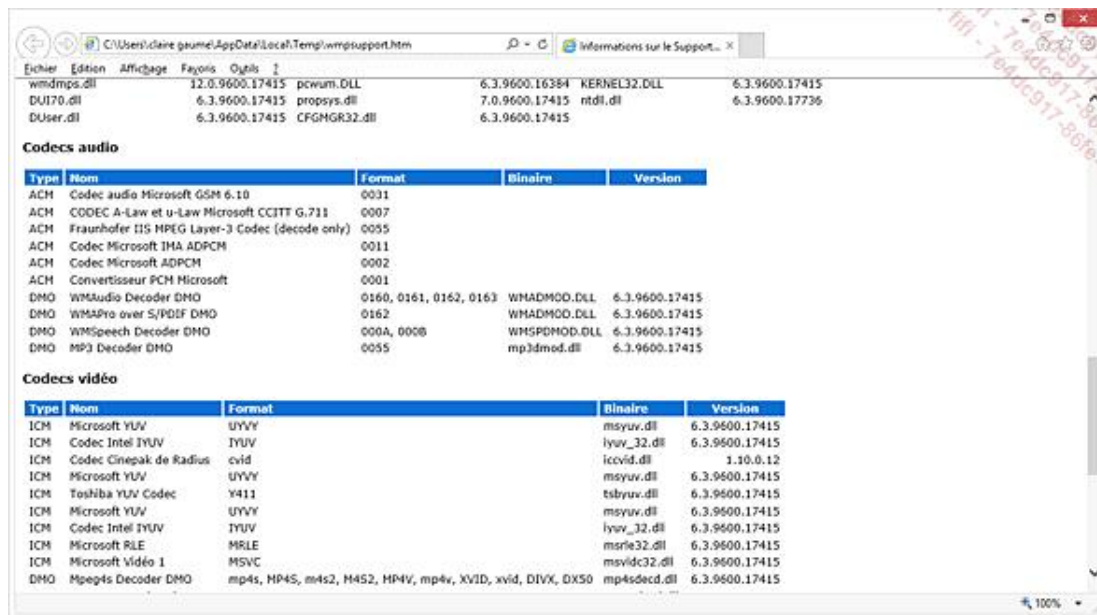 C:\Users\claire gaume\AppData\Local\Temp\wmpsupport.htm Informations sur le Support...
Fichier Edition Affichage Favoris Outils ?
wmdmps.dll 12.0.9600.17415 pcwum.DLL 6.3.9600.16384 KERNEL32.DLL 6.3.9600.17415
DUI70.dll 6.3.9600.17415 propsys.dll 7.0.9600.17415 ntdll.dll 6.3.9600.17736
DUser.dll 6.3.9600.17415 CFGMGR32.dll 6.3.9600.17415
Codecs audio
Type Nom Format Binaire Version
ACM Codec audio Microsoft GSM 6.10 0031
ACM CODEC A-Law et u-Law Microsoft CCITT G.711 0007
ACM Fraunhofer IIS MPEG Layer-3 Codec (decode only) 0055
ACM Codec Microsoft IMA ADPCM 0011
ACM Codec Microsoft ADPCM 0002
ACM Convertisseur PCM Microsoft 0001
DMO WMAudio Decoder DMO 0160, 0161, 0162, 0163 WMADMOD.DLL 6.3.9600.17415
DMO WMAPro over S/PDIF DMO 0162 WMADMOD.DLL 6.3.9600.17415
DMO WMSpeech Decoder DMO 000A, 000B WMSPDMOD.DLL 6.3.9600.17415
DMO MP3 Decoder DMO 0055 mp3dmod.dll 6.3.9600.17415
Codecs vidéo
Type Nom Format Binaire Version
ICM Microsoft YUV UYVY msyuv.dll 6.3.9600.17415
ICM Codec Intel IYUV IYUV iyuv_32.dll 6.3.9600.17415
ICM Codec Cinepak de Radius cvid iccvid.dll 1.10.0.12
ICM Microsoft YUV UYVY msyuv.dll 6.3.9600.17415
ICM Toshiba YUV Codec Y411 tsbyuv.dll 6.3.9600.17415
ICM Microsoft YUV UYVY msyuv.dll 6.3.9600.17415
ICM Codec Intel IYUV IYUV iyuv_32.dll 6.3.9600.17415
ICM Microsoft RLE MRLE msrle32.dll 6.3.9600.17415
ICM Microsoft Vidéo 1 MSVC msvidc32.dll 6.3.9600.17415
DMO Mpeg4s Decoder DMO mp4s, MP4S, m4s2, M4S2, MP4V, mp4v, XVID, xvid, DIVX, DX50 mp4sdecd.dll 6.3.9600.17415
100%